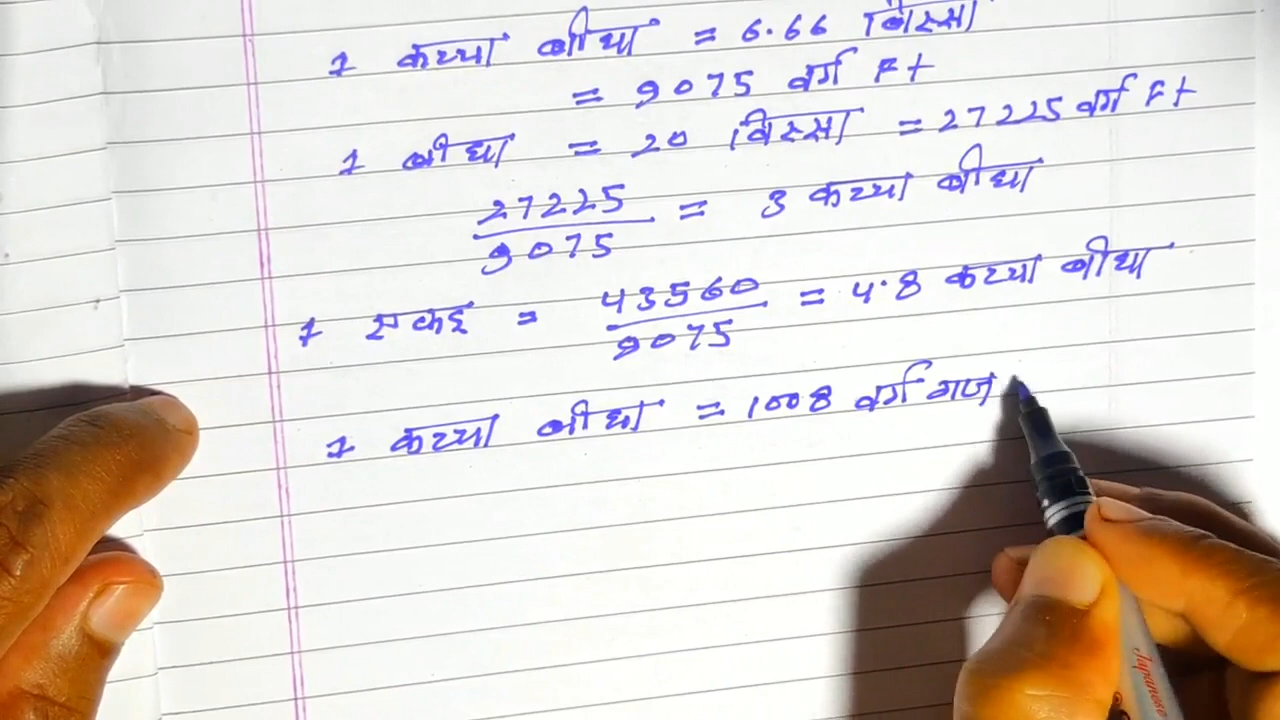 1 कच्चा बीघा = 6.66 बिस्सा
= 9075 वर्ग Ft
1 बीघा = 20 बिस्सा = 27225 वर्ग Ft
27225
9075
= 3 कच्चा बीघा
1 एकड़ = 43560
9075
= 4.8 कच्चा बीघा
1 कच्चा बीघा = 1008 वर्ग गज
Japanese